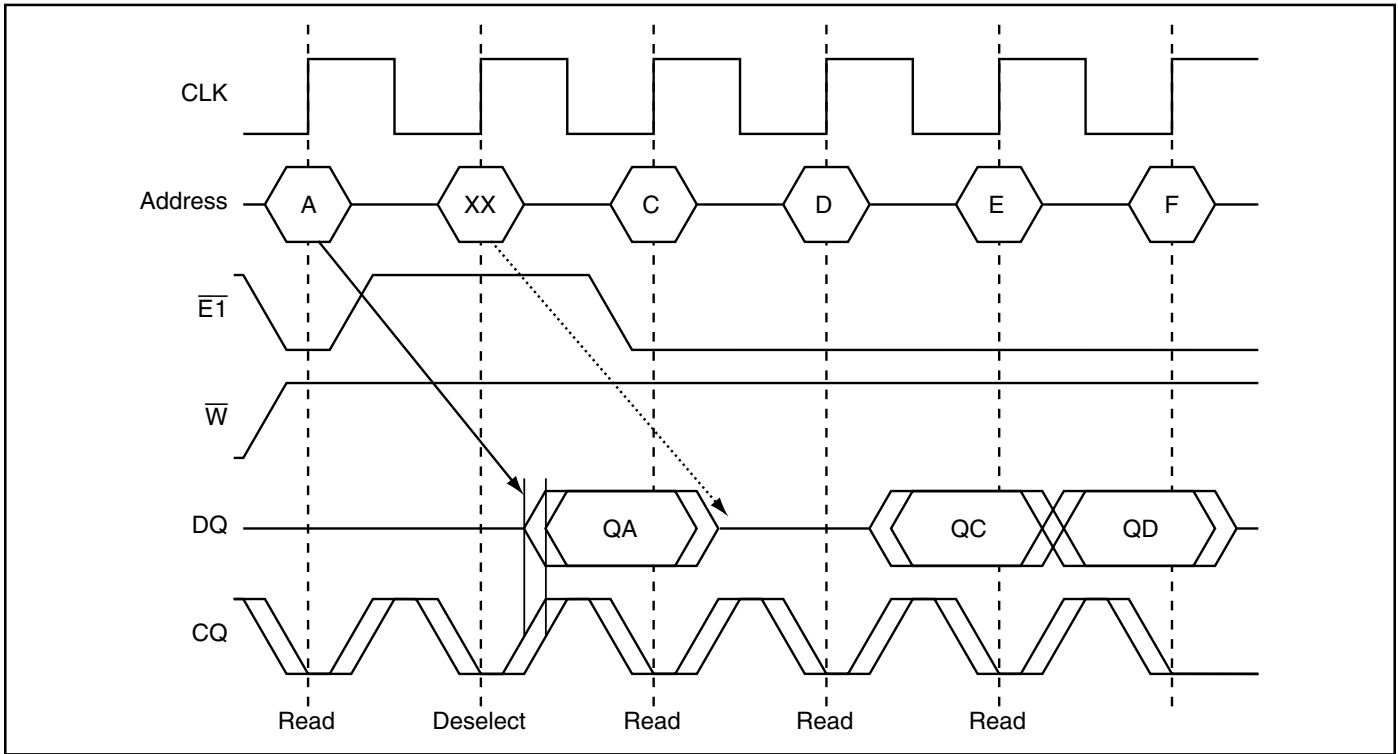 CLK
Address A XX C D E F
E1
W
DQ QA QC QD
CQ
Read Deselect Read Read Read